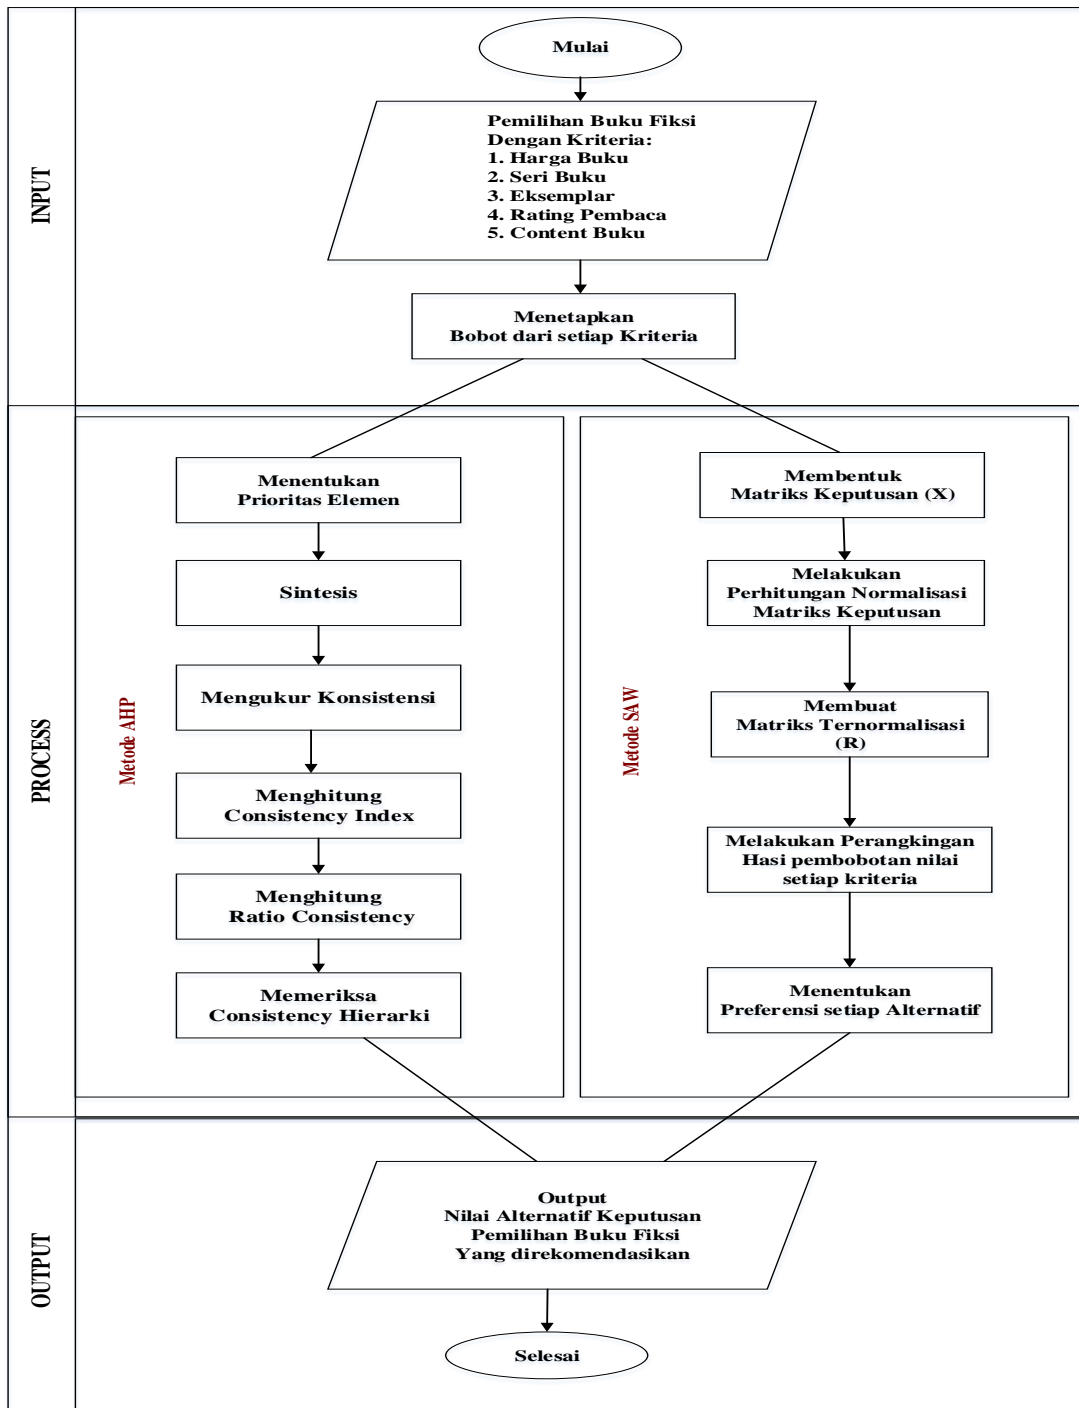 INPUT
Mulai
Pemilihan Buku Fiksi
Dengan Kriteria:
1. Harga Buku
2. Seri Buku
3. Eksemplar
4. Rating Pembaca
5. Content Buku
Menetapkan
Bobot dari setiap Kriteria
PROCESS
Metode AHP
Menentukan
Prioritas Elemen
Sintesis
Mengukur Konsistensi
Menghitung
Consistency Index
Menghitung
Ratio Consistency
Memeriksa
Consistency Hierarki
Metode SAW
Membentuk
Matriks Keputusan (X)
Melakukan
Perhitungan Normalisasi
Matriks Keputusan
Membuat
Matriks Ternormalisasi
(R)
Melakukan Perangkingan
Hasi pembobotan nilai
setiap kriteria
Menentukan
Preferensi setiap Alternatif
OUTPUT
Output
Nilai Alternatif Keputusan
Pemilihan Buku Fiksi
Yang direkomendasikan
Selesai